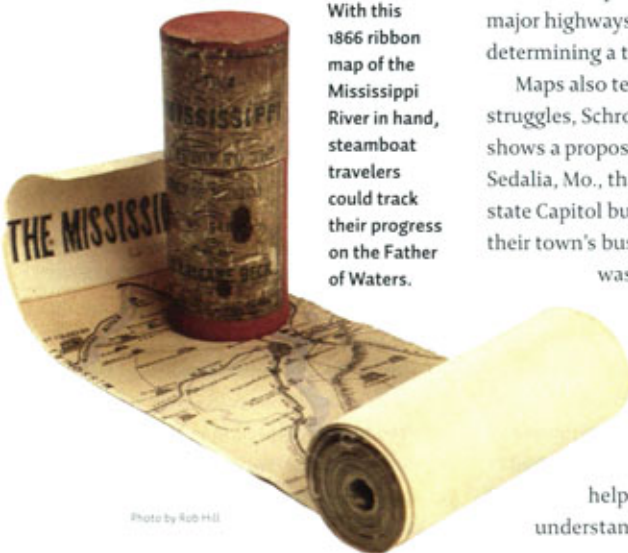 With this
1866 ribbon
map of the
Mississippi
River in hand,
steamboat
travelers
could track
their progress
on the Father
of Waters.
major highways
determining a t
Maps also te
struggles, Schro
shows a propos
Sedalia, Mo., th
state Capitol bu
their town's bus
was
help
understan
THE MISSISSIP
MISSISSIPPI
Photo by Rob Hill